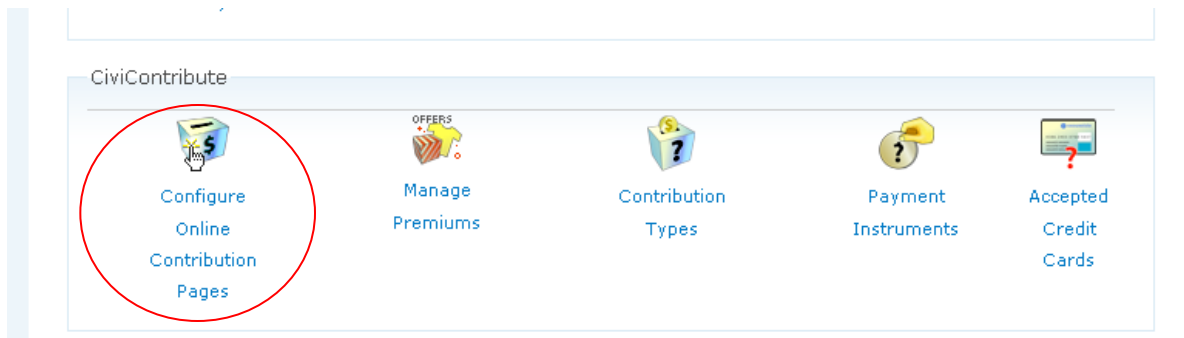 CiviContribute
OFFERS
$
$
?
?
?
Configure
Online
Contribution
Pages
Manage
Premiums
Contribution
Types
Payment
Instruments
Accepted
Credit
Cards